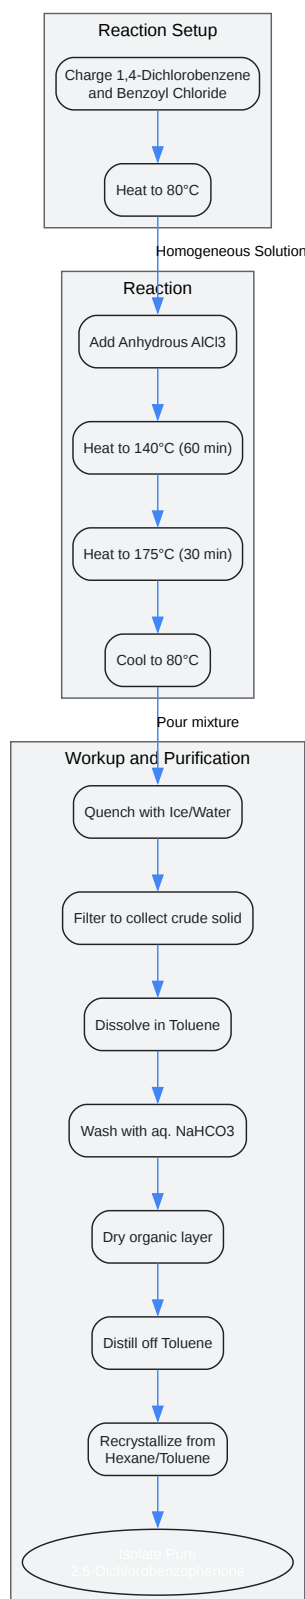 Reaction Setup
Charge 1,4-Dichlorobenzene
and Benzoyl Chloride
Heat to 80°C
Homogeneous Solution
Reaction
Add Anhydrous AlCl3
Heat to 140°C (60 min)
Heat to 175°C (30 min)
Cool to 80°C
Pour mixture
Workup and Purification
Quench with Ice/Water
Filter to collect crude solid
Dissolve in Toluene
Wash with aq. NaHCO3
Dry organic layer
Distill off Toluene
Recrystallize from
Hexane/Toluene
Isolate Pure
2,5-Dichlorobenzophenone